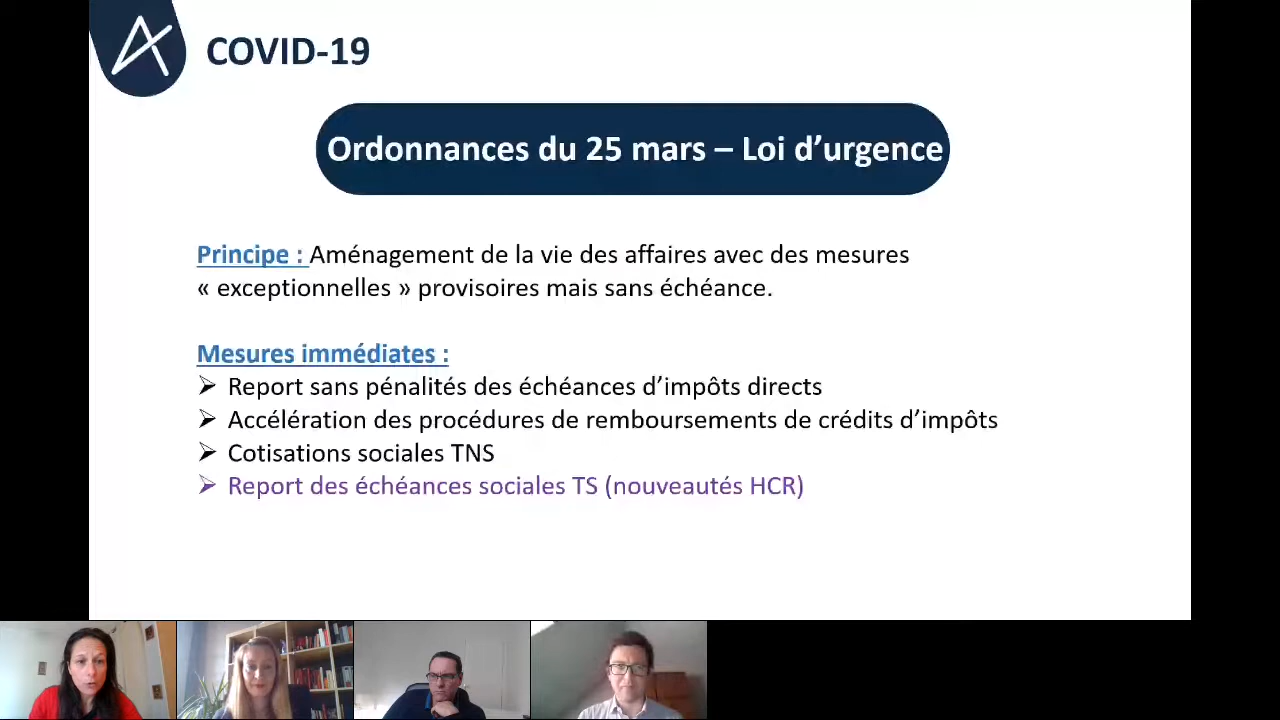 COVID-19
Ordonnances du 25 mars – Loi d’urgence
Principe : Aménagement de la vie des affaires avec des mesures
« exceptionnelles » provisoires mais sans échéance.
Mesures immédiates :
➢ Report sans pénalités des échéances d’impôts directs
➢ Accélération des procédures de remboursements de crédits d’impôts
➢ Cotisations sociales TNS
➢ Report des échéances sociales TS (nouveautés HCR)